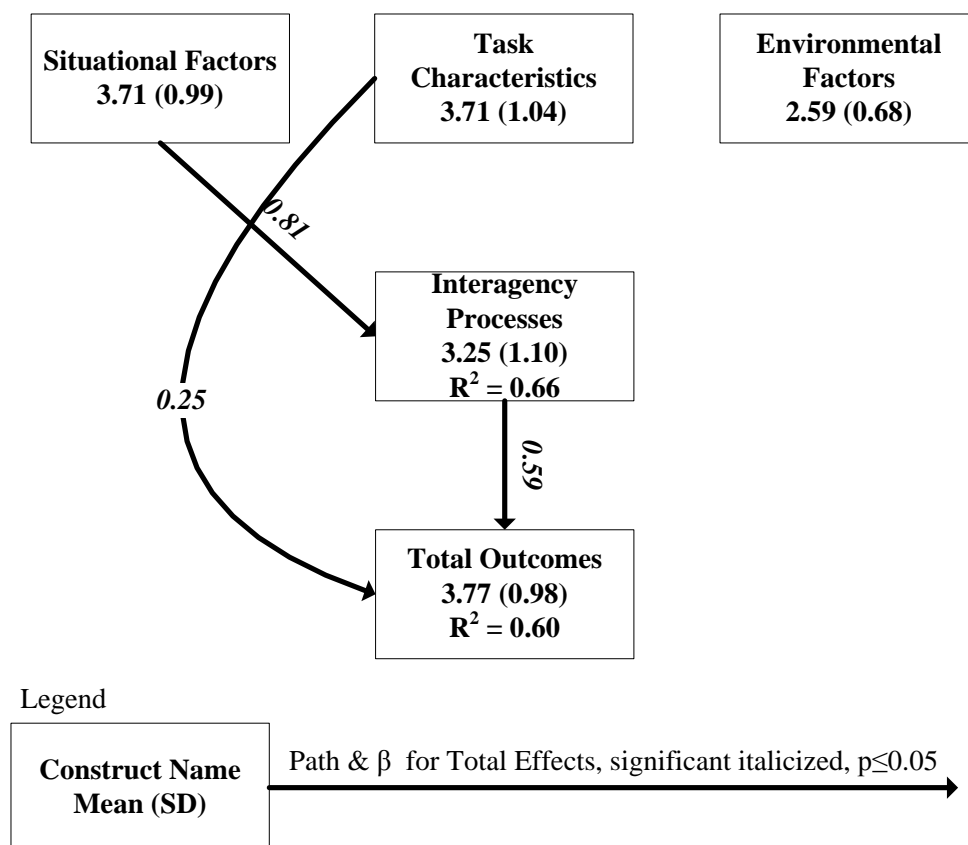 Situational Factors
3.71 (0.99)
Task
Characteristics
3.71 (1.04)
Environmental
Factors
2.59 (0.68)
0.81
Interagency
Processes
3.25 (1.10)
R² = 0.66
0.25
0.59
Total Outcomes
3.77 (0.98)
R² = 0.60
Legend
Construct Name
Mean (SD)
Path & β for Total Effects, significant italicized, p≤0.05